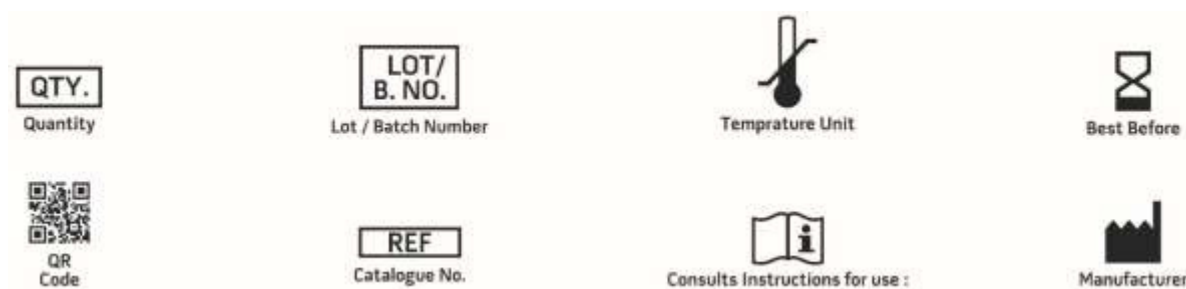 QTY.
Quantity
LOT/
B. NO.
Lot / Batch Number
Temprature Unit
Best Before
QR
Code
REF
Catalogue No.
i
Consults Instructions for use :
Manufacturer